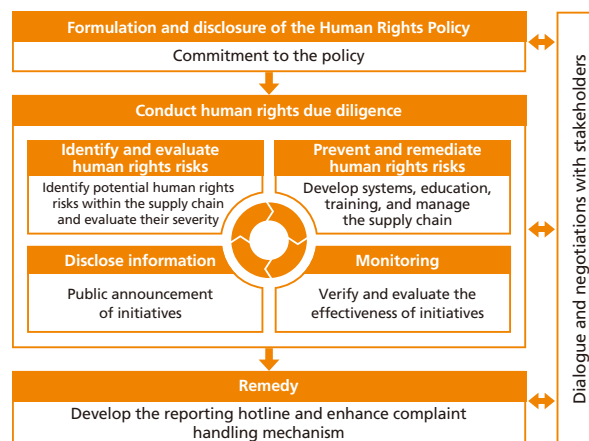 Formulation and disclosure of the Human Rights Policy
Commitment to the policy
Conduct human rights due diligence
Identify and evaluate
human rights risks
Identify potential human rights
risks within the supply chain
and evaluate their severity
Prevent and remediate
human rights risks
Develop systems, education,
training, and manage
the supply chain
Disclose information
Public announcement
of initiatives
Monitoring
Verify and evaluate the
effectiveness of initiatives
Remedy
Develop the reporting hotline and enhance complaint
handling mechanism
Dialogue and negotiations with stakeholders